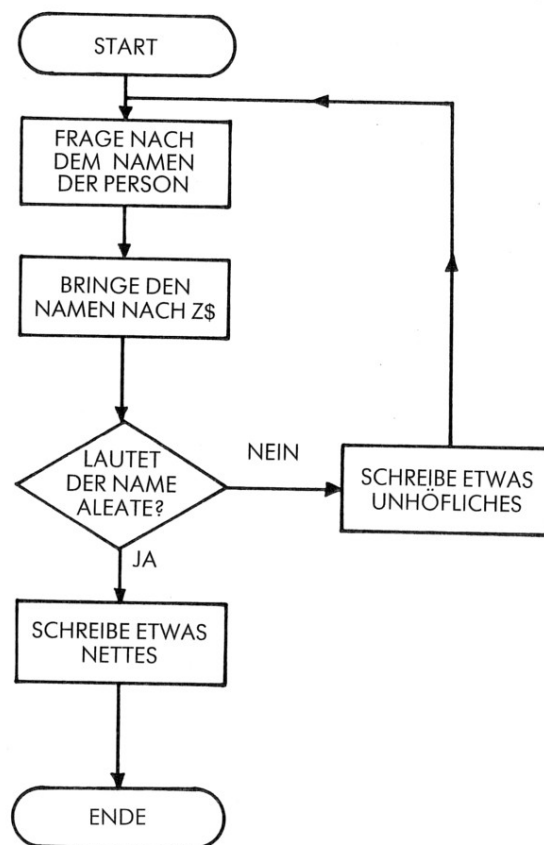 START
FRAGE NACH
DEM NAMEN
DER PERSON
BRINGE DEN
NAMEN NACH Z$
LAUTET
DER NAME
ALEATE?
NEIN
SCHREIBE ETWAS
UNHÖFLICHES
JA
SCHREIBE ETWAS
NETTES
ENDE